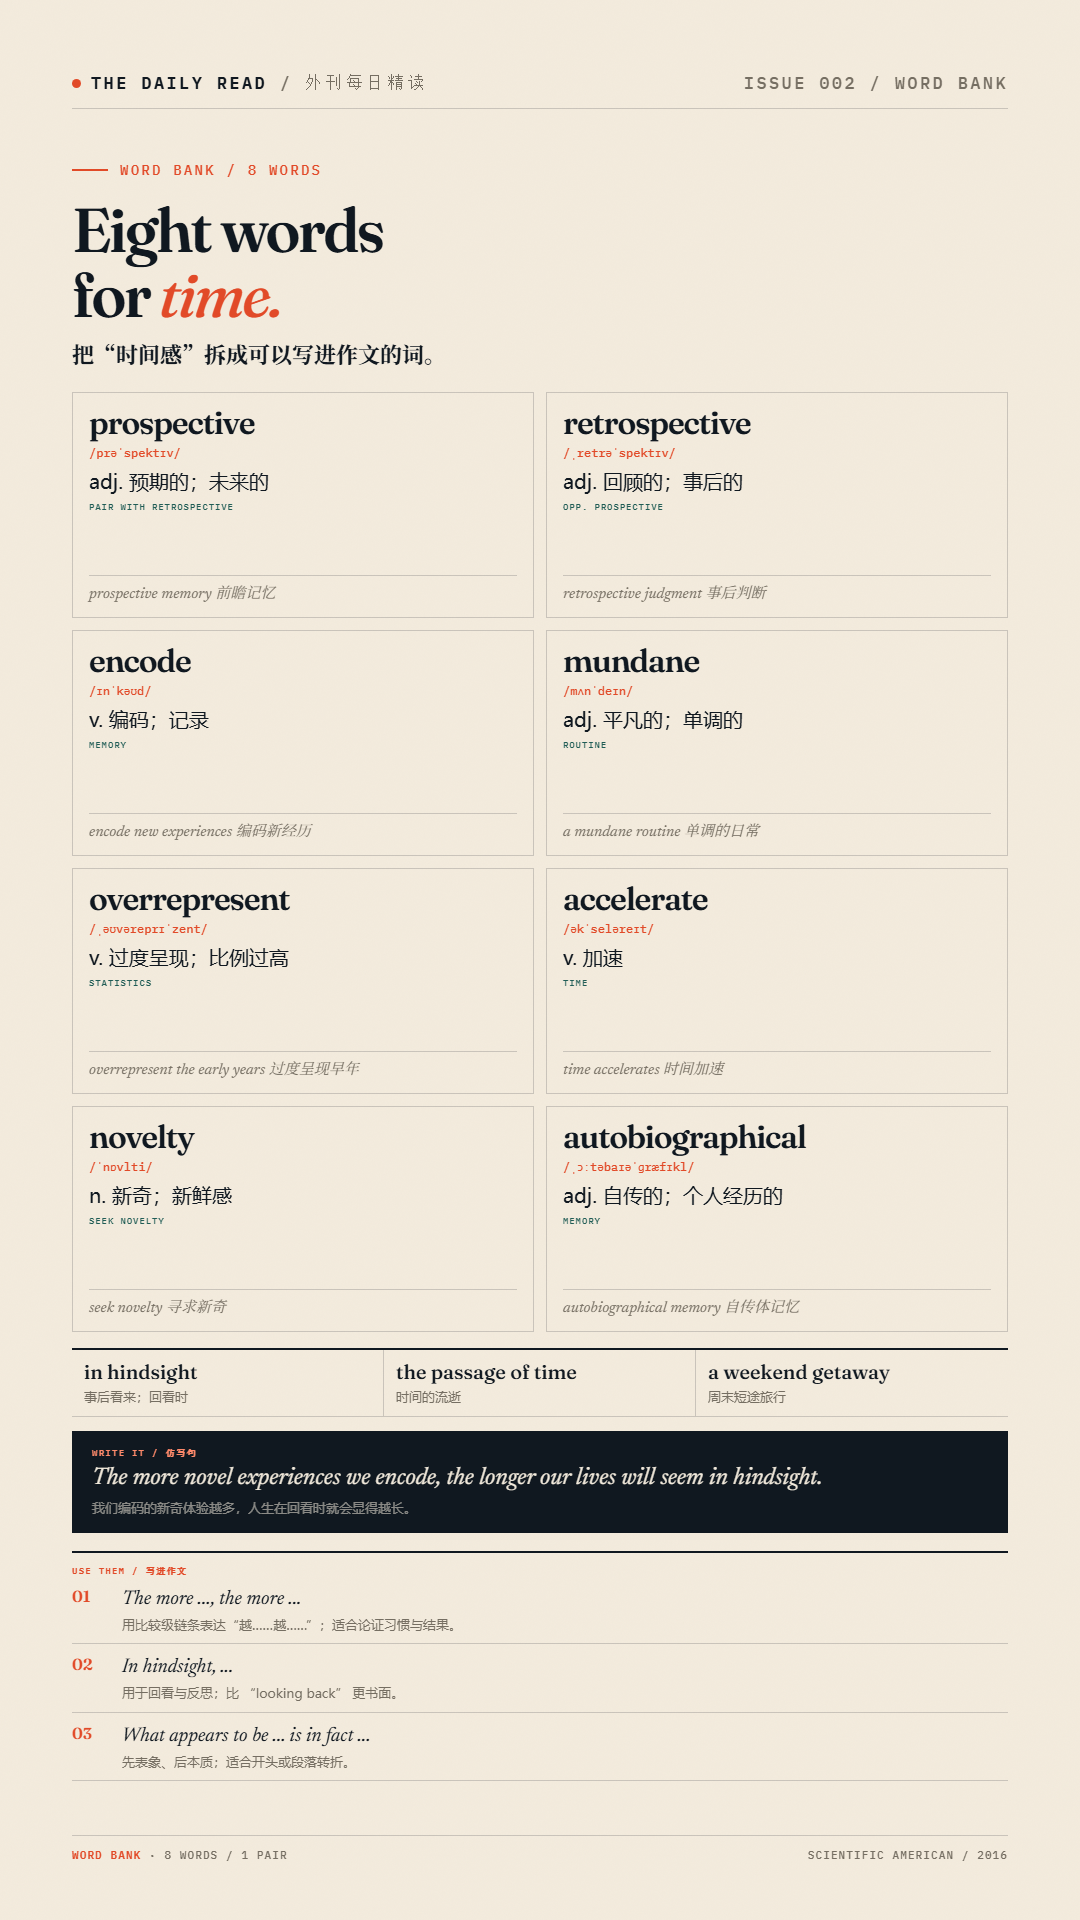 THE DAILY READ / 外刊每日精读
ISSUE 002 / WORD BANK
WORD BANK / 8 WORDS
Eight words
for time.
把“时间感”拆成可以写进作文的词。
prospective
/prəˈspektɪv/
adj. 预期的；未来的
PAIR WITH RETROSPECTIVE
prospective memory 前瞻记忆
retrospective
/ˌretrəˈspektɪv/
adj. 回顾的；事后的
OPP. PROSPECTIVE
retrospective judgment 事后判断
encode
/ɪnˈkəʊd/
v. 编码；记录
MEMORY
encode new experiences 编码新经历
mundane
/mʌnˈdeɪn/
adj. 平凡的；单调的
ROUTINE
a mundane routine 单调的日常
overrepresent
/ˌəʊvəreprɪˈzent/
v. 过度呈现；比例过高
STATISTICS
overrepresent the early years 过度呈现早年
accelerate
/əkˈseləreɪt/
v. 加速
TIME
time accelerates 时间加速
novelty
/ˈnɒvlti/
n. 新奇；新鲜感
SEEK NOVELTY
seek novelty 寻求新奇
autobiographical
/ˌɔːtəbaɪəˈɡræfɪkl/
adj. 自传的；个人经历的
MEMORY
autobiographical memory 自传体记忆
in hindsight
事后看来；回看时
the passage of time
时间的流逝
a weekend getaway
周末短途旅行
WRITE IT / 仿写句
The more novel experiences we encode, the longer our lives will seem in hindsight.
我们编码的新奇体验越多，人生在回看时就会显得越长。
USE THEM / 写进作文
01 The more ..., the more ...
用比较级链条表达“越……越……”；适合论证习惯与结果。
02 In hindsight, ...
用于回看与反思；比 “looking back” 更书面。
03 What appears to be ... is in fact ...
先表象、后本质；适合开头或段落转折。
WORD BANK · 8 WORDS / 1 PAIR
SCIENTIFIC AMERICAN / 2016